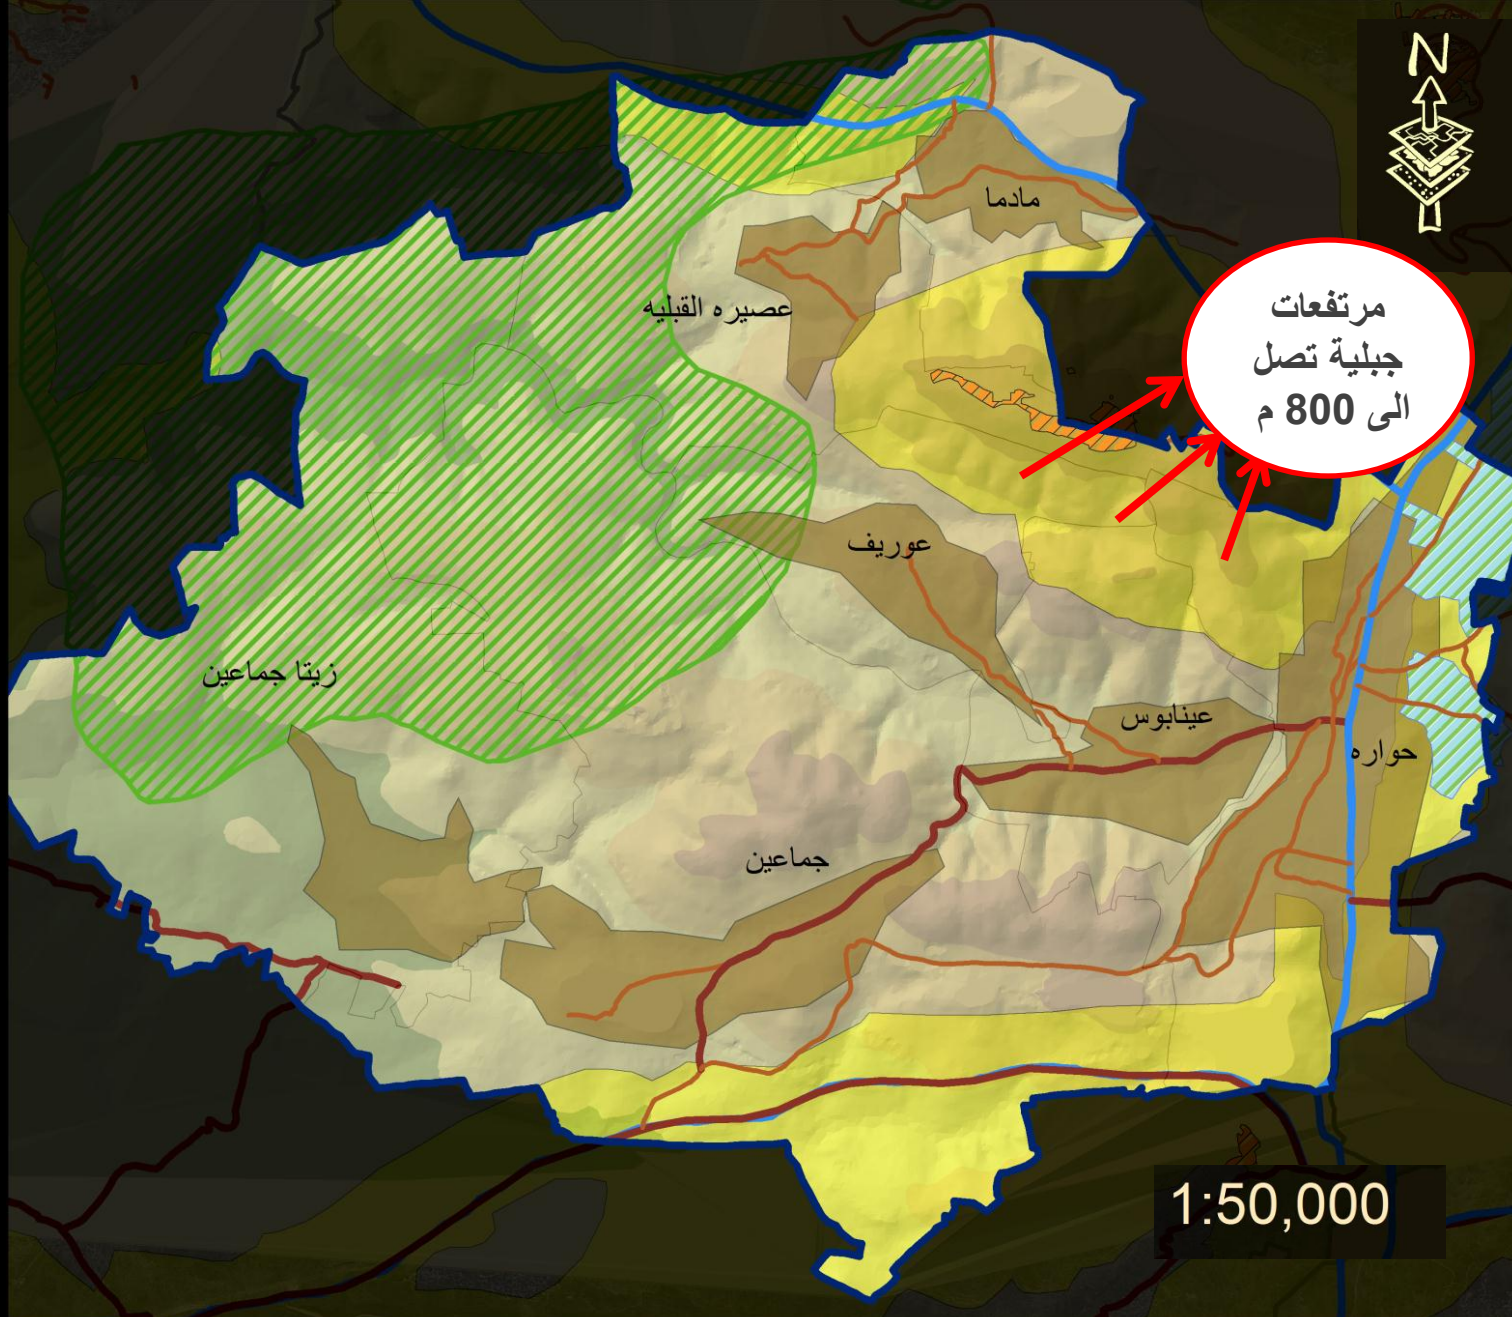 N
مادما
عصيره القبليه
مرتفعات
جبلية تصل
الى 800 م
عوريف
زيتا جماعين
عينابوس
حواره
جماعين
1:50,000